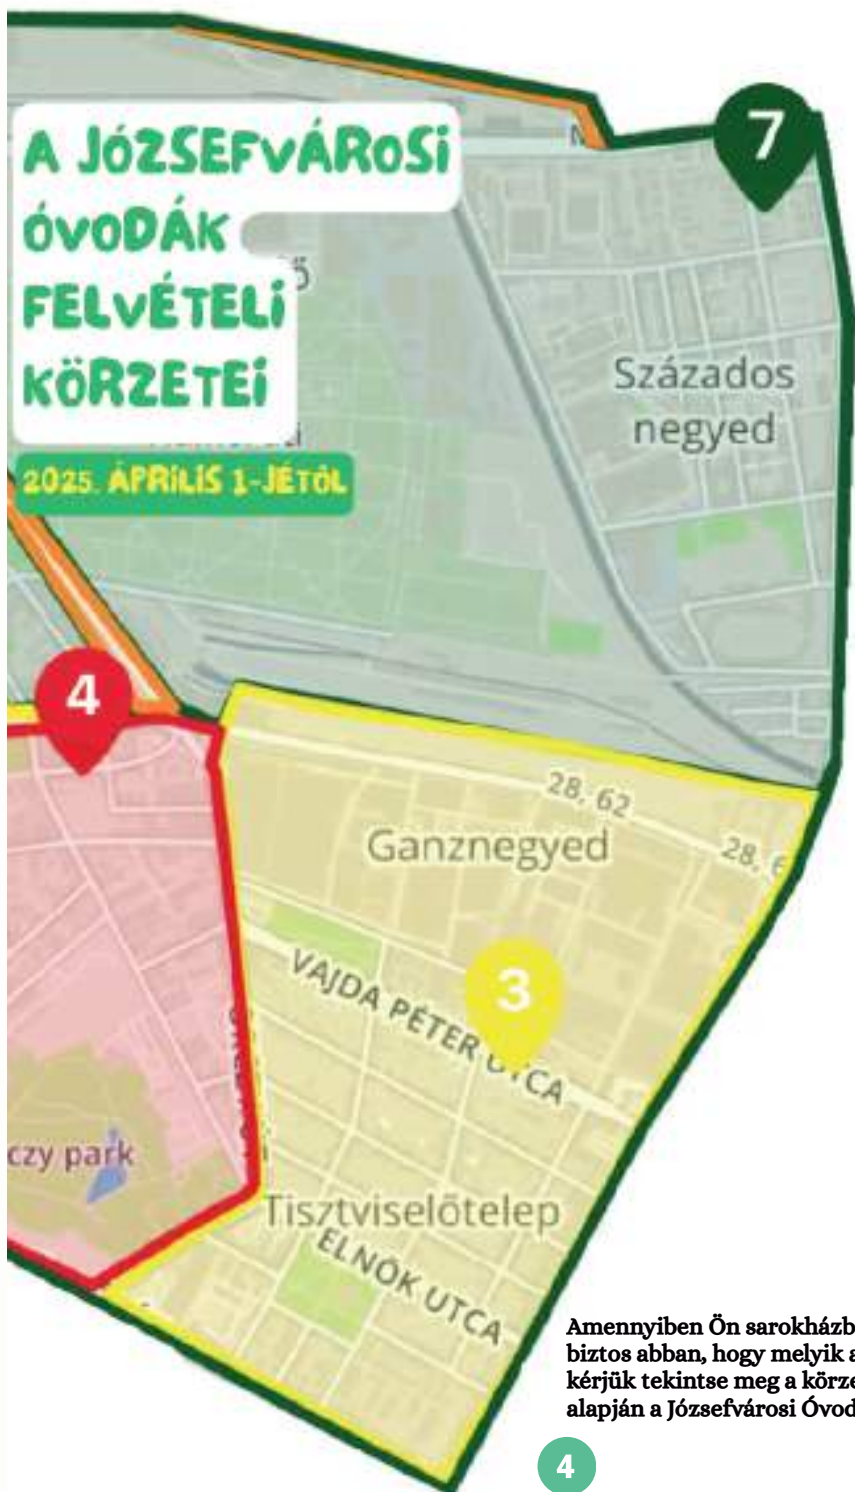 A JÓZSEFVÁROSI
ÓVODÁK
FELVÉTELI
KÖRZETEI
2025. ÁPRILIS 1-JÉTŐL
7
Százados
negyed
4
28, 62
Ganznegyed
28, 6
3
VAJDA PÉTER UTCA
czy park
Tisztviselőtelep
ELNÖK UTCA
Amennyiben Ön sarokházb
biztos abban, hogy melyik a
kérjük tekintse meg a körze
alapján a Józsefvárosi Óvod
4